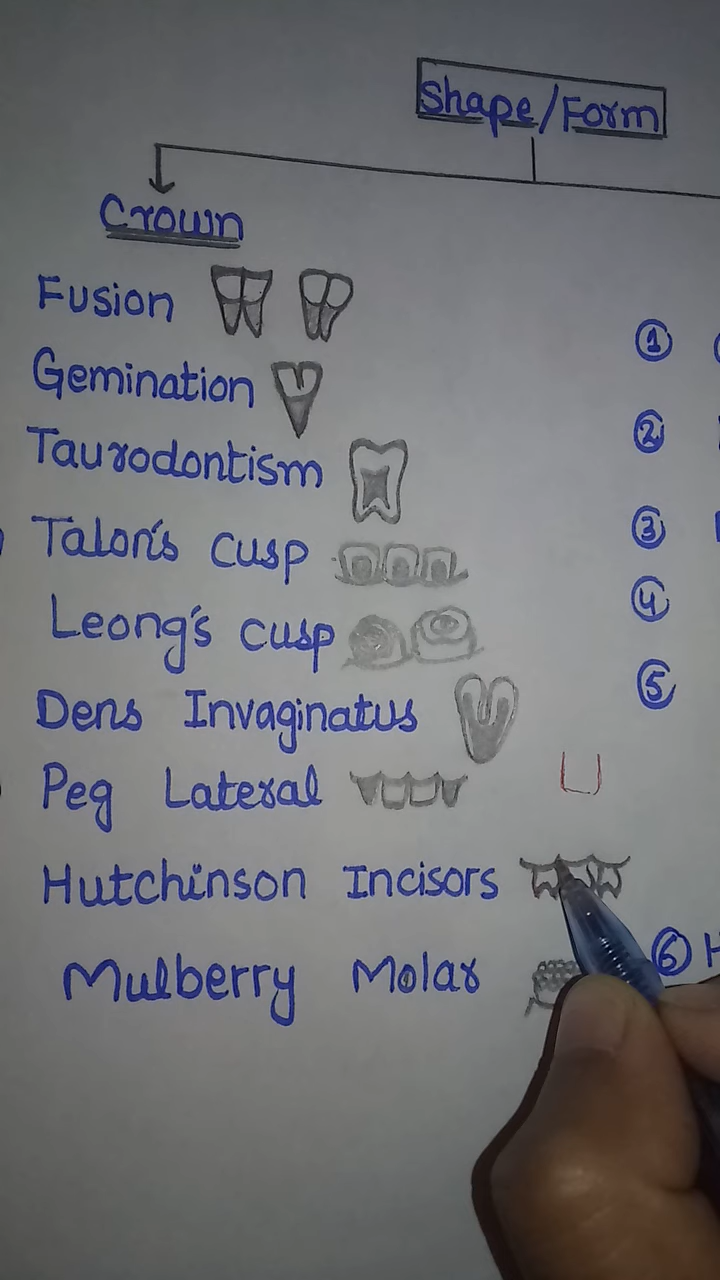 Shape/Form
Crown
Fusion
Gemination
Taurodontism
Talon's cusp
Leong's cusp
Dens Invaginatus
Peg Lateral
Hutchinson Incisors
Mulberry Molar
1
2
3
4
5
6 H